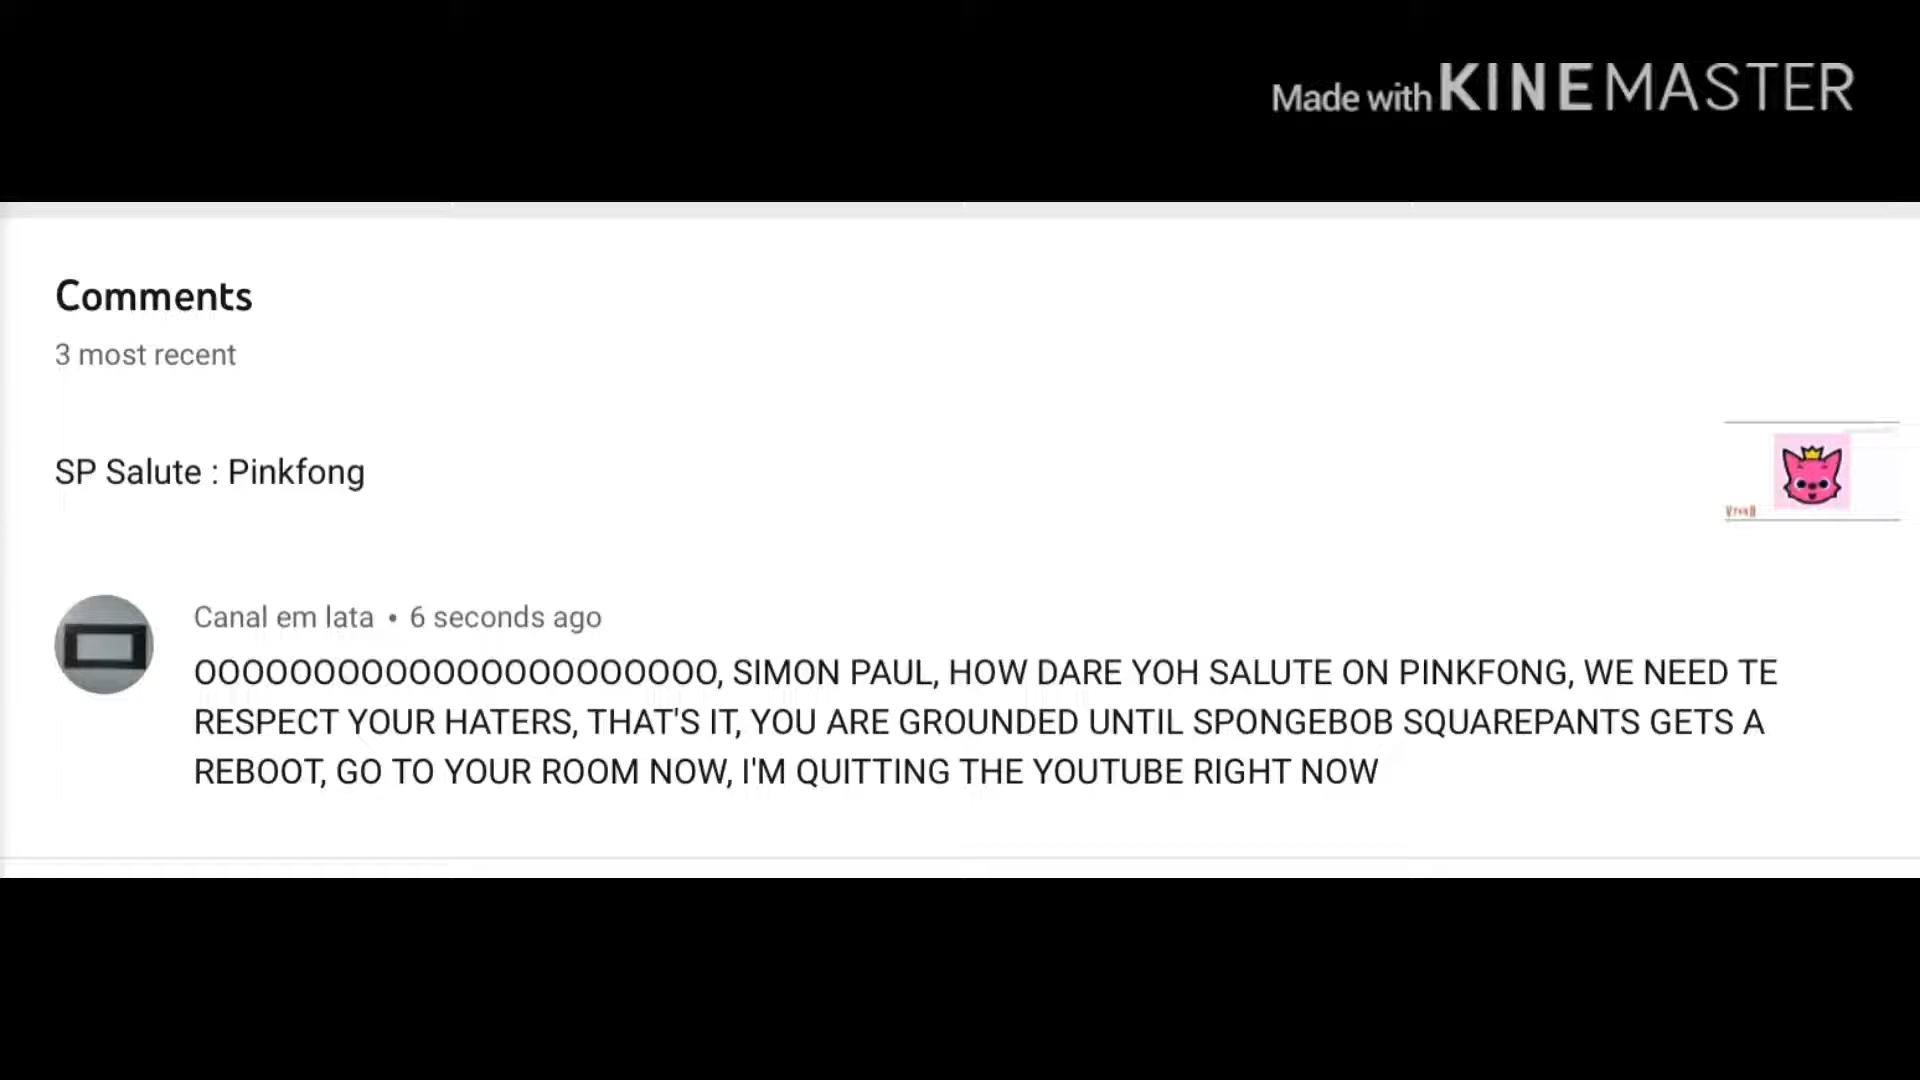 Made with KINEMASTER
Comments
3 most recent
SP Salute : Pinkfong
Canal em lata • 6 seconds ago
OOOOOOOOOOOOOOOOOOOOOO, SIMON PAUL, HOW DARE YOH SALUTE ON PINKFONG, WE NEED TE
RESPECT YOUR HATERS, THAT'S IT, YOU ARE GROUNDED UNTIL SPONGEBOB SQUAREPANTS GETS A
REBOOT, GO TO YOUR ROOM NOW, I'M QUITTING THE YOUTUBE RIGHT NOW